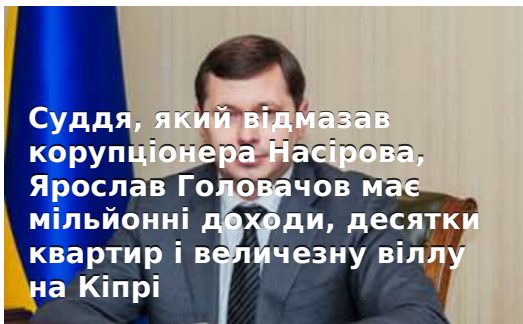 Суддя, який відмазав
корупціонера Насірова,
Ярослав Головачов має
мільйонні доходи, десятки
квартир і величезну віллу
на Кіпрі